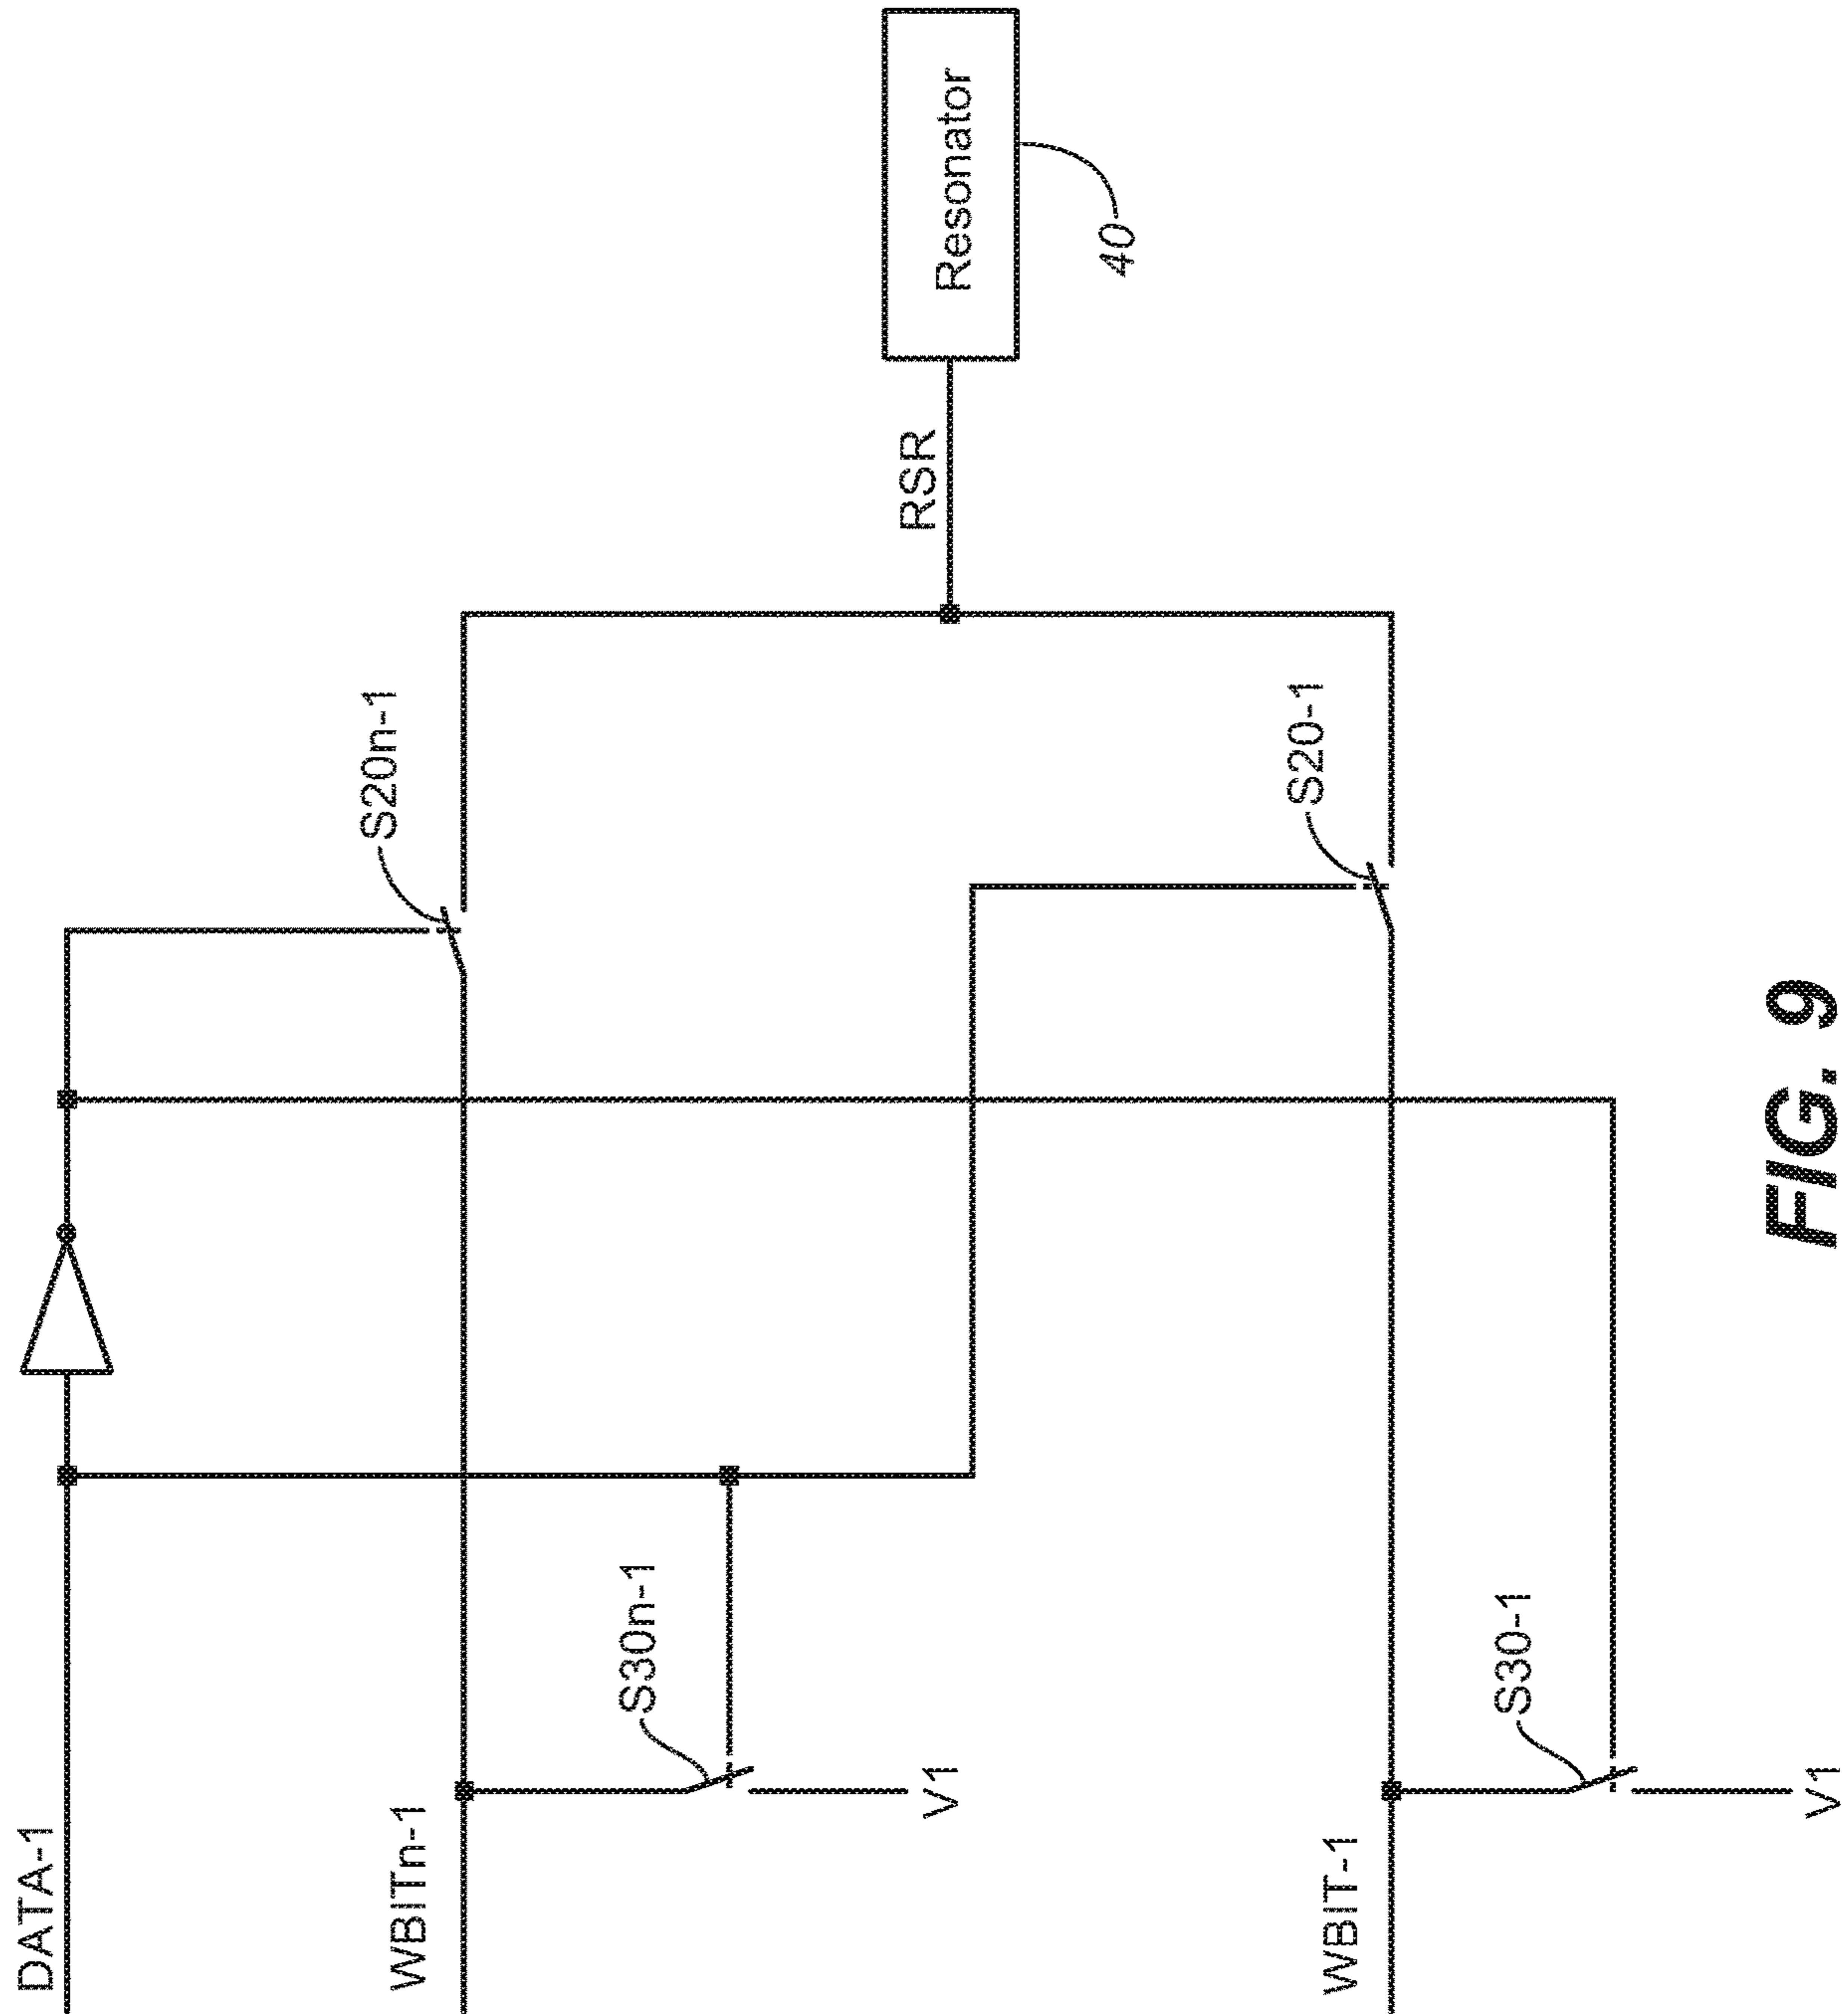 DATA-1
WBITn-1
S30n-1
V1
WBIT-1
S30-1
V1
S20n-1
S20-1
RSR
Resonator
40
FIG. 9